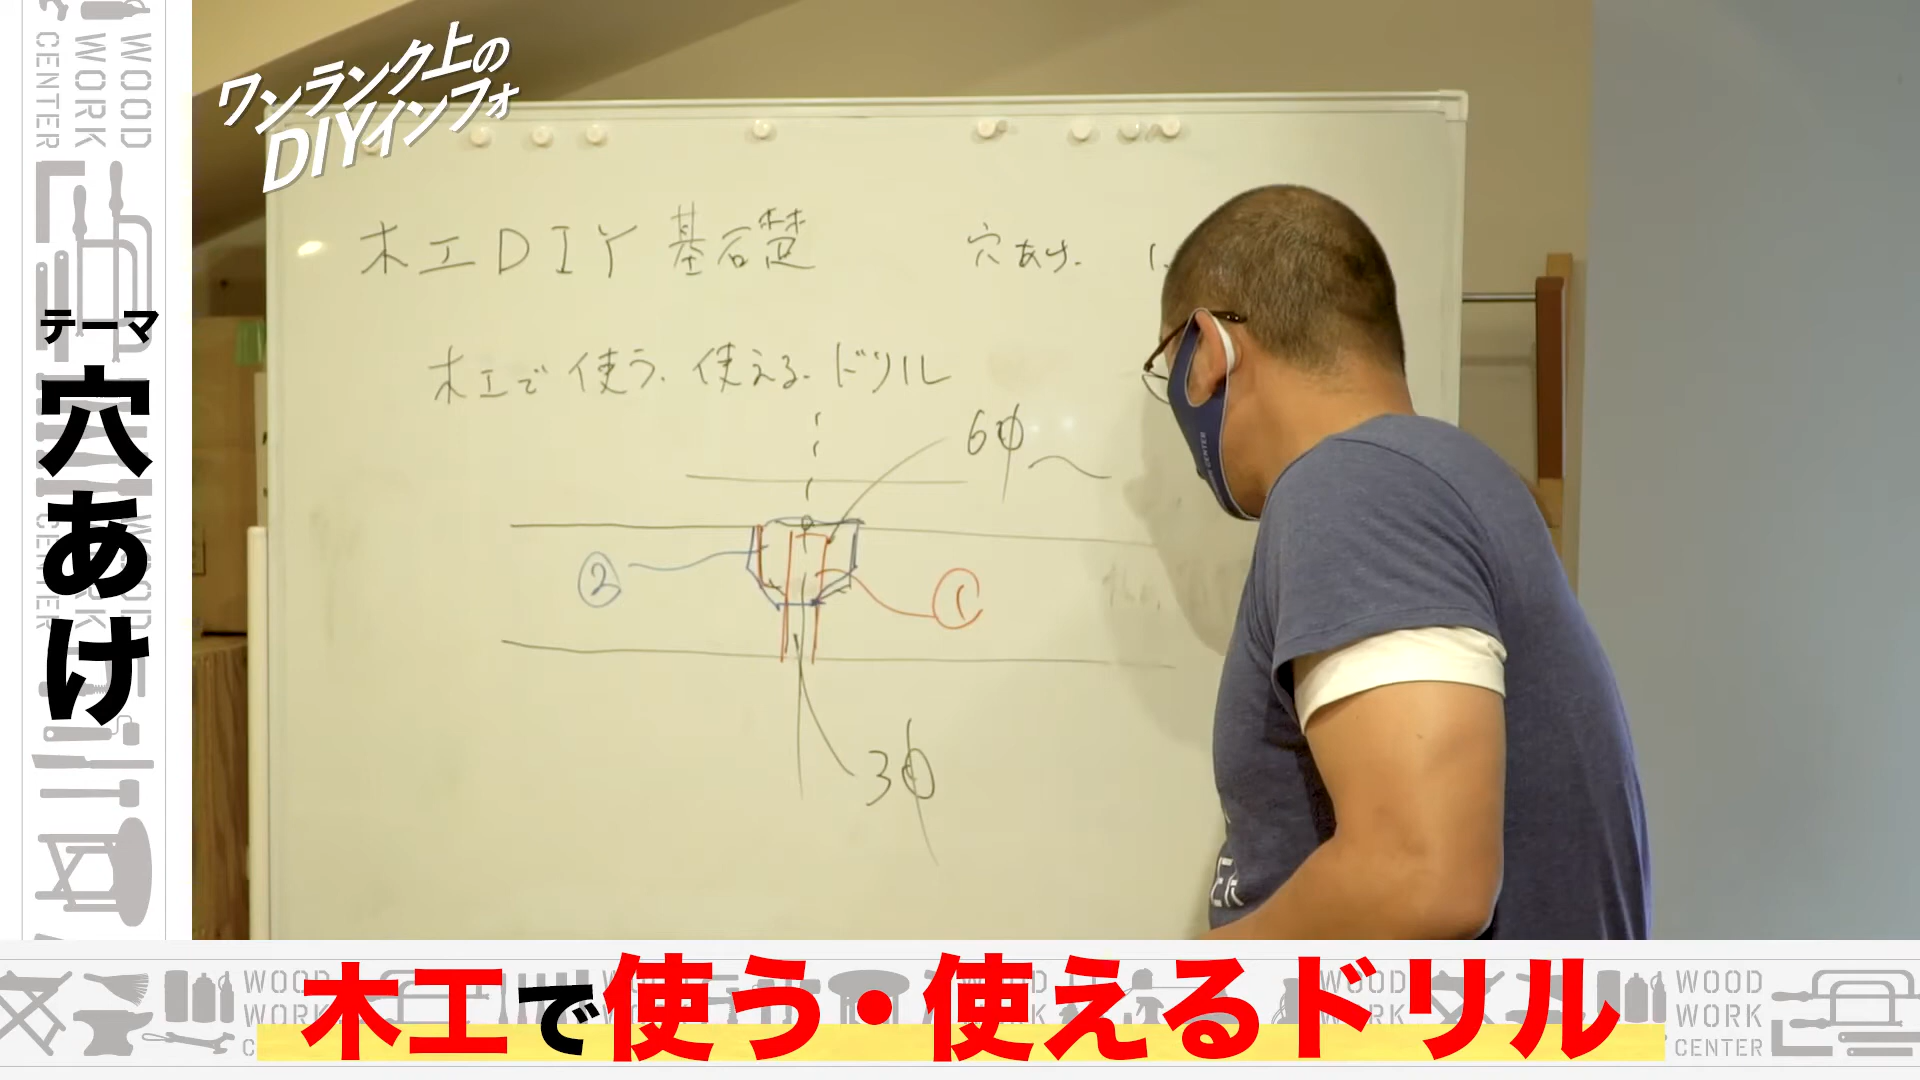 ワンランク上の
DIYインフォ
WOOD
WORK
CENTER
テーマ
穴あけ
木工DIY基礎
穴あけ. 1.
木工で使う.使える.ドリル
6φ〜
②
①
3φ
木工で使う・使えるドリル
WOOD
WORK
WOOD
WORK
CENTER